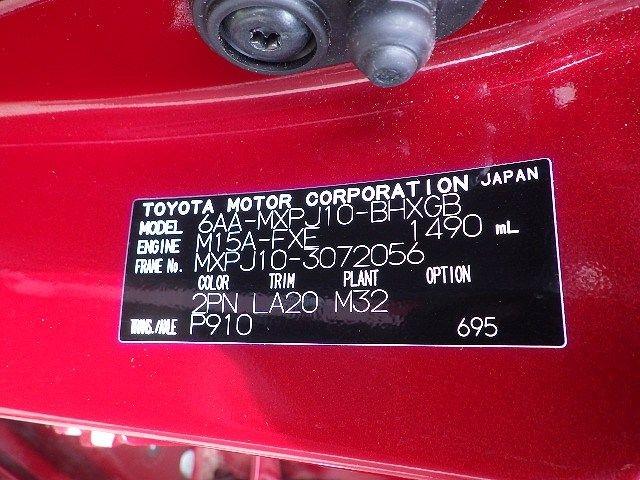 TOYOTA MOTOR CORPORATION JAPAN
MODEL 6AA-MXPJ10-BHXGB
ENGINE M15A-FXE 1490 mL
FRAME No. MXPJ10-3072056
COLOR TRIM PLANT OPTION
2PN LA20 M32
TRANS./AXLE P910 695